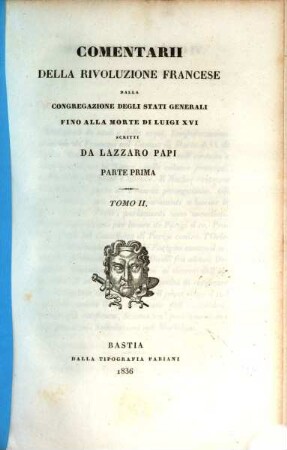 COMENTARII
DELLA RIVOLUZIONE FRANCESE
DALLA
CONGREGAZIONE DEGLI STATI GENERALI
FINO ALLA MORTE DI LUIGI XVI
SCRITTI
DA LAZZARO PAPI
PARTE PRIMA
TOMO II.
BASTIA
DALLA TIPOGRAFIA FABIANI
1836